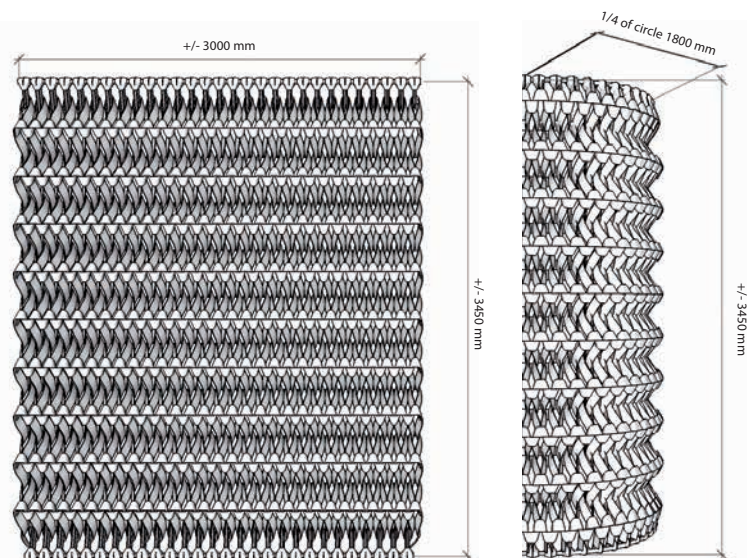 +/- 3000 mm
1/4 of circle 1800 mm
+/- 3450 mm
+/- 3450 mm